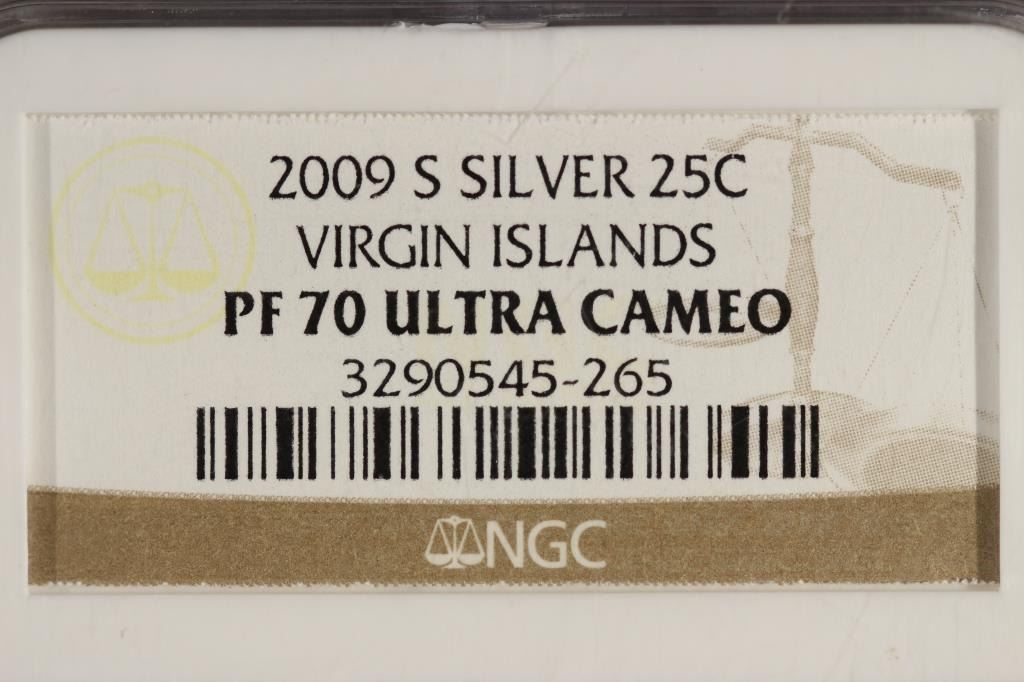 2009 S SILVER 25C
VIRGIN ISLANDS
PF 70 ULTRA CAMEO
3290545-265
NGC